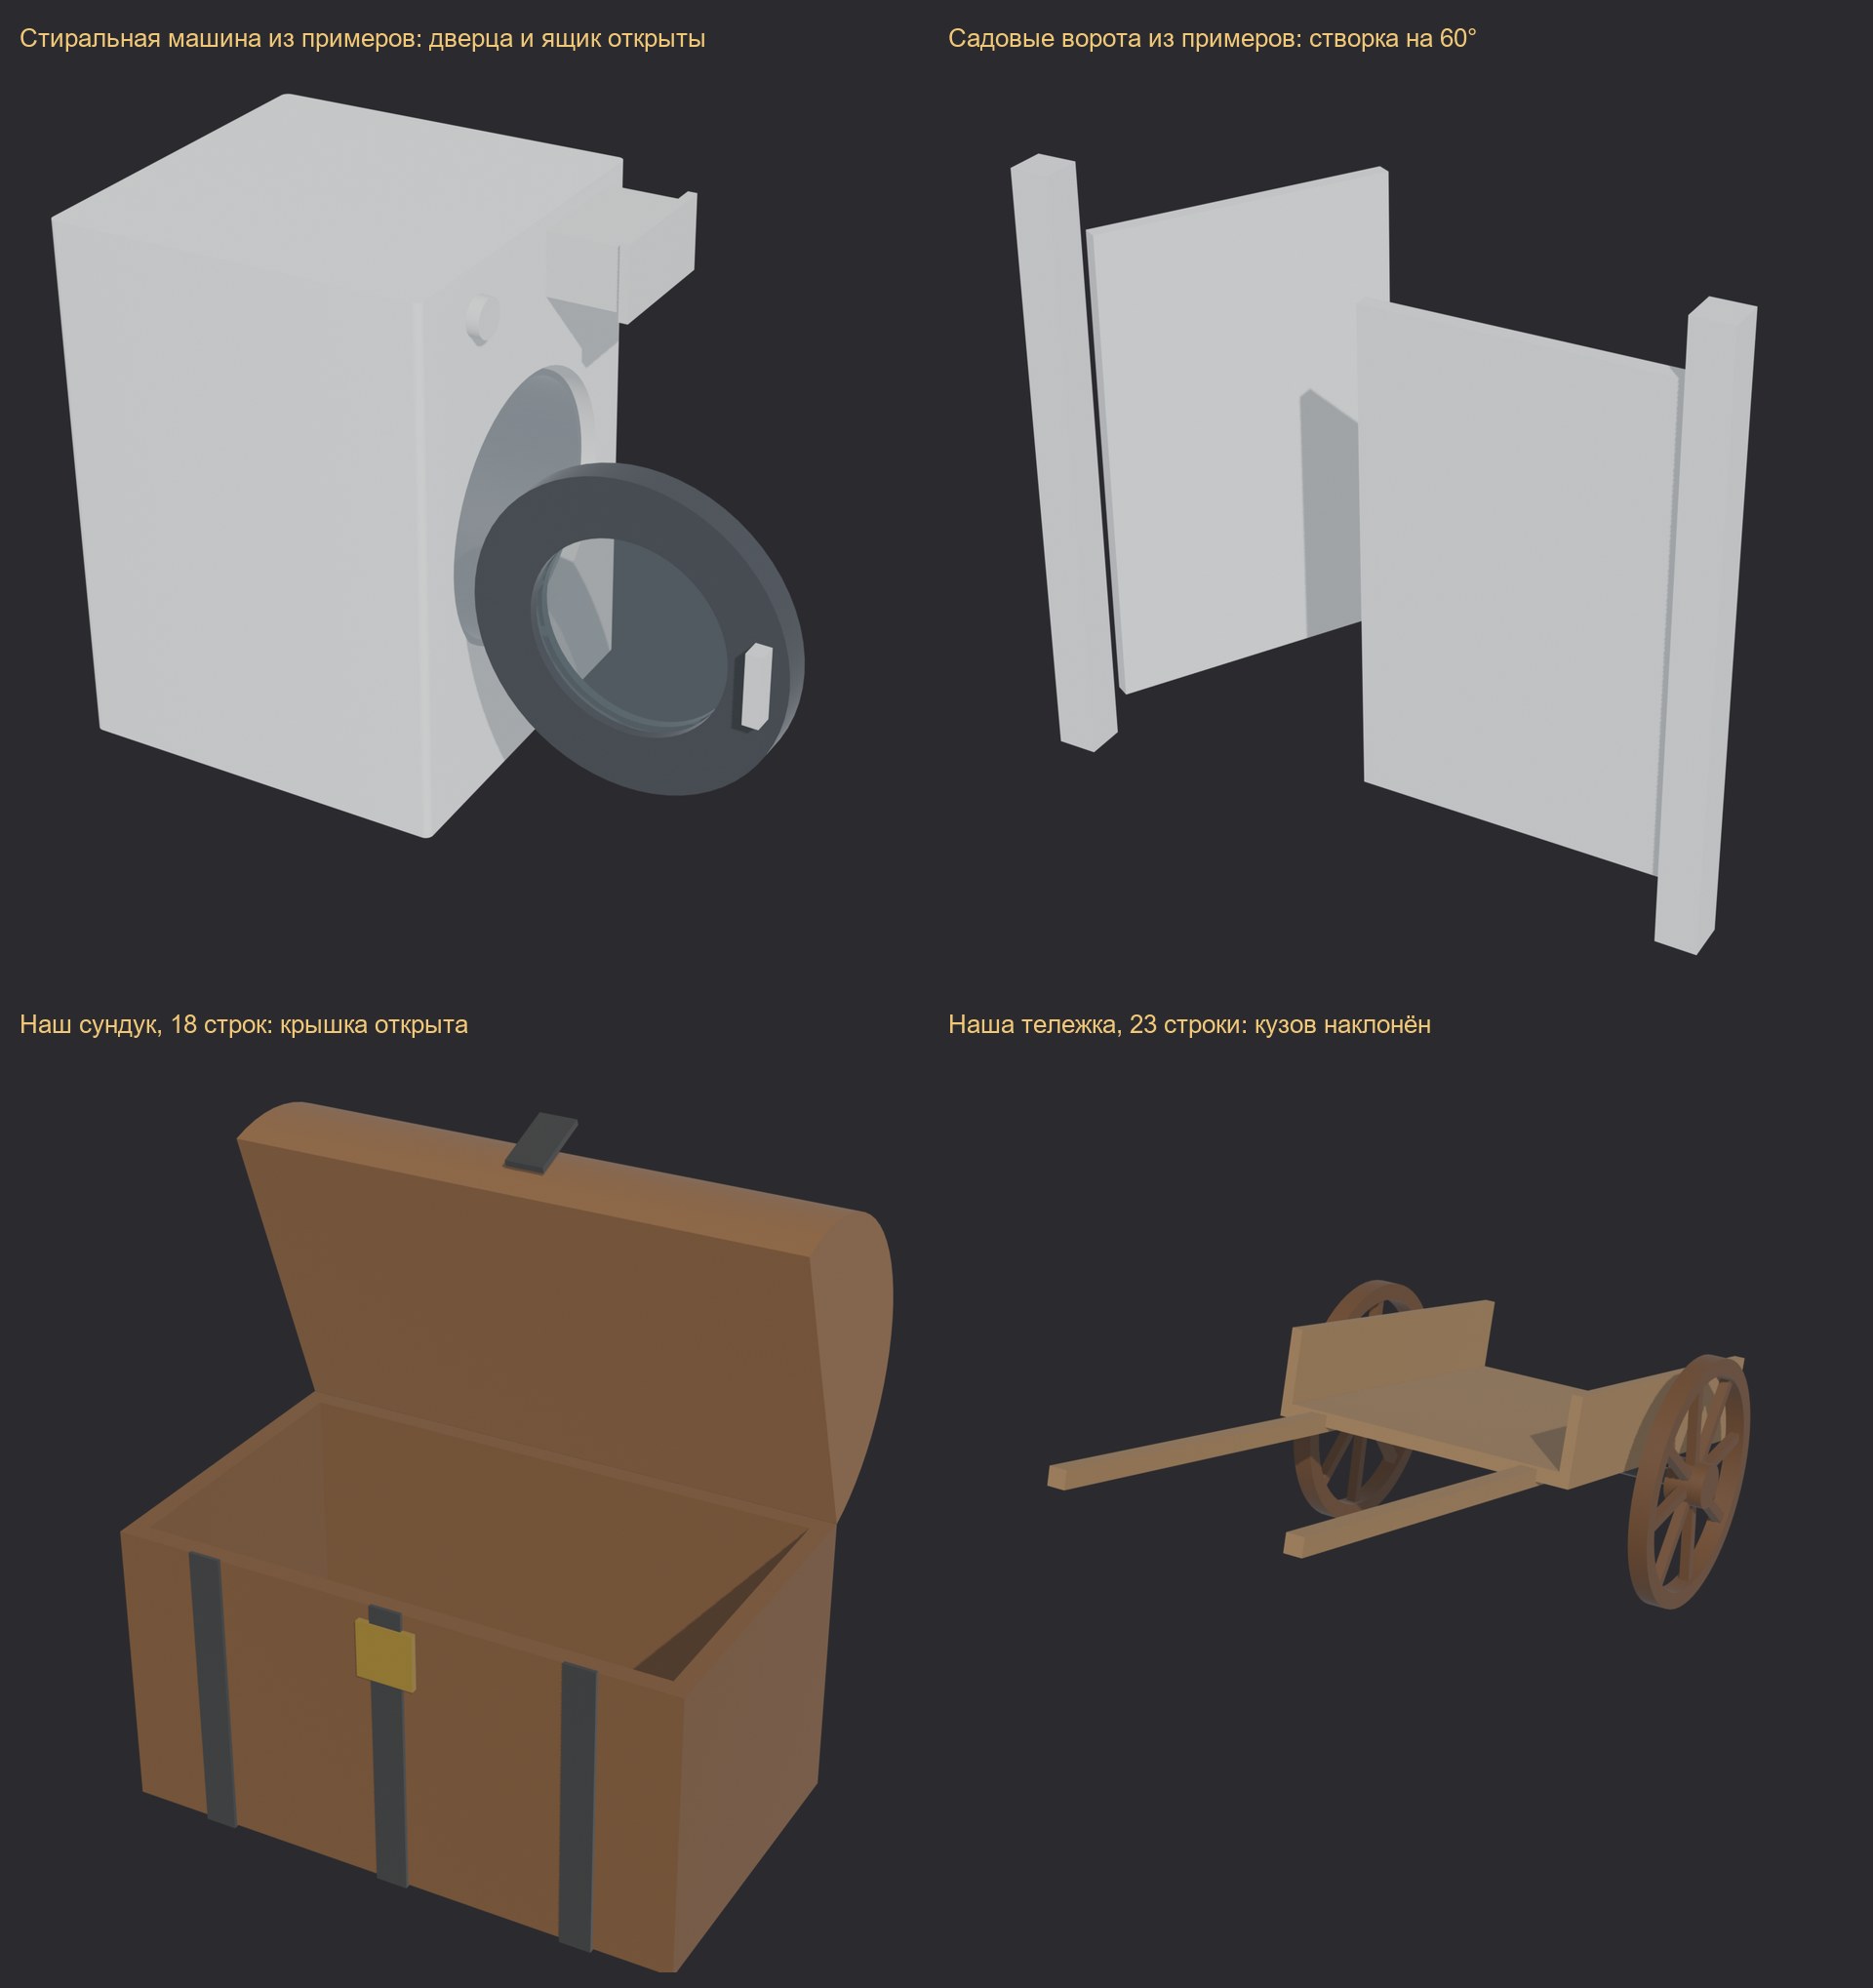 Стиральная машина из примеров: дверца и ящик открыты
Садовые ворота из примеров: створка на 60°
Наш сундук, 18 строк: крышка открыта
Наша тележка, 23 строки: кузов наклонён